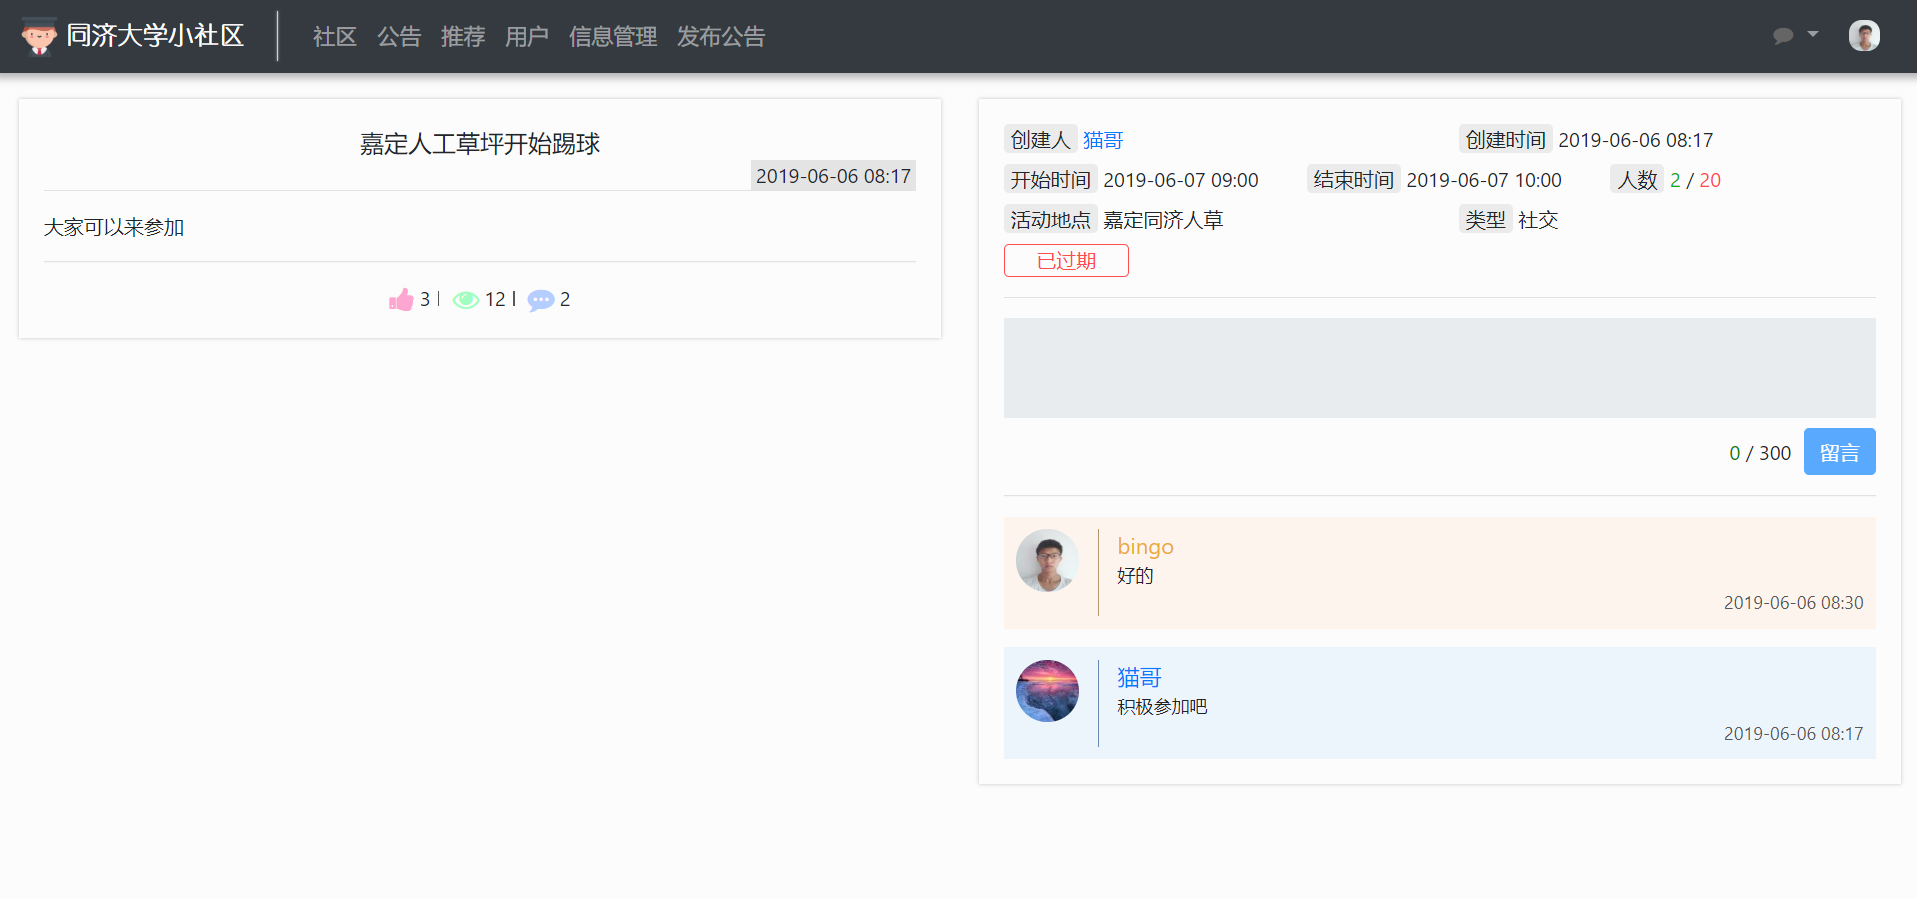 同济大学小社区 社区 公告 推荐 用户 信息管理 发布公告
嘉定人工草坪开始踢球
2019-06-06 08:17
大家可以来参加
3 | 12 | 2
创建人 猫哥 创建时间 2019-06-06 08:17
开始时间 2019-06-07 09:00 结束时间 2019-06-07 10:00 人数 2 / 20
活动地点 嘉定同济人草 类型 社交
已过期
0 / 300 留言
bingo
好的
2019-06-06 08:30
猫哥
积极参加吧
2019-06-06 08:17